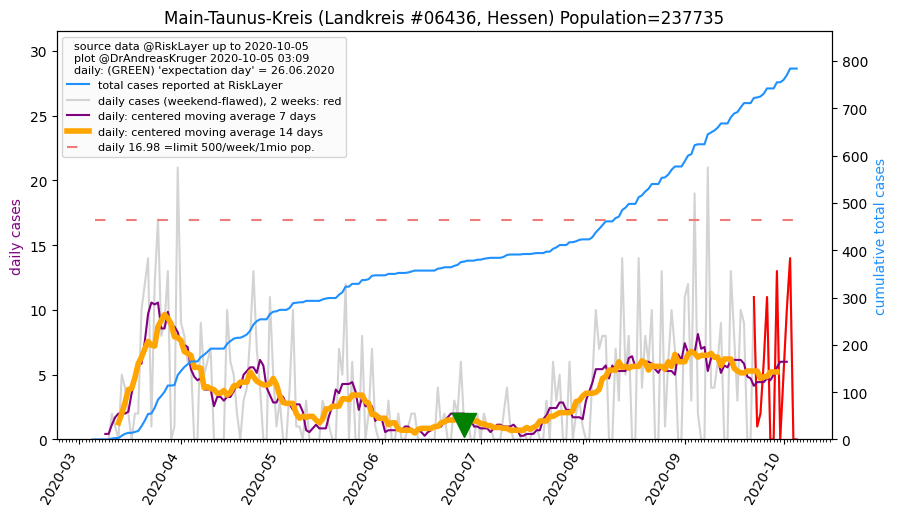 Main-Taunus-Kreis (Landkreis #06436, Hessen) Population=237735
source data @RiskLayer up to 2020-10-05
plot @DrAndreasKruger 2020-10-05 03:09
daily: (GREEN) 'expectation day' = 26.06.2020
total cases reported at RiskLayer
daily cases (weekend-flawed), 2 weeks: red
daily: centered moving average 7 days
daily: centered moving average 14 days
daily 16.98 =limit 500/week/1mio pop.
daily cases
30
25
20
15
10
5
0
cumulative total cases
800
700
600
500
400
300
200
100
0
2020-03
2020-04
2020-05
2020-06
2020-07
2020-08
2020-09
2020-10